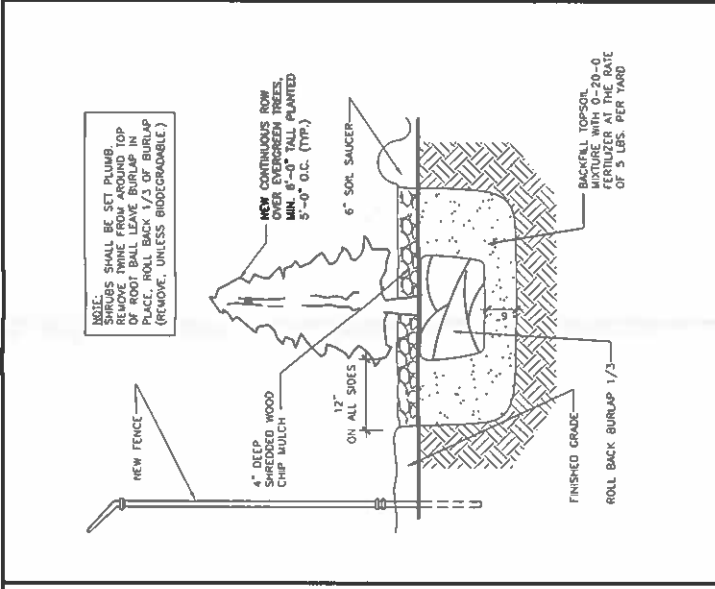 NOTE:
SHRUBS SHALL BE SET PLUMB.
REMOVE TWINE FROM AROUND TOP
OF ROOT BALL LEAVE BURLAP IN
PLACE, ROLL BACK 1/3 OF BURLAP
(REMOVE, UNLESS BIODEGRADABLE.)
NEW FENCE
4" DEEP
SHREDDED WOOD
CHIP MULCH
12"
ON ALL SIDES
NEW CONTINUOUS ROW
OVER EVERGREEN TREES,
MIN. 6'-0" TALL PLANTED
5'-0" O.C. (TYP.)
6" SOIL SAUCER
FINISHED GRADE
ROLL BACK BURLAP 1/3
BACKFILL TOPSOIL
MIXTURE WITH 0-20-0
FERTILIZER AT THE RATE
OF 5 LBS. PER YARD